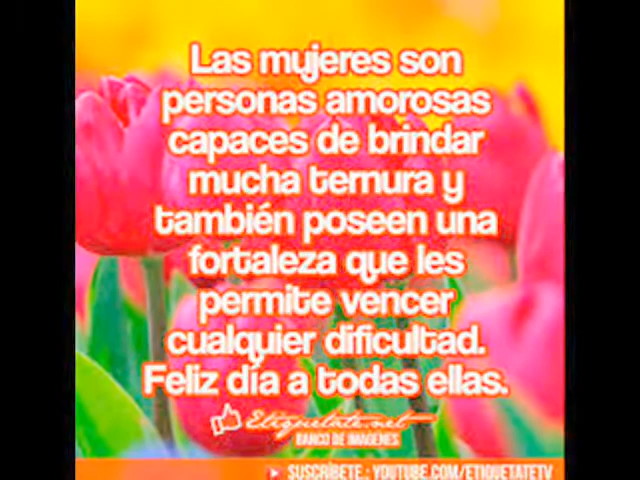 Las mujeres son
personas amorosas
capaces de brindar
mucha ternura y
también poseen una
fortaleza que les
permite vencer
cualquier dificultad.
Feliz día a todas ellas.
Etiquetate.net
BANCO DE IMAGENES
SUSCRÍBETE : YOUTUBE.COM/ETIQUETATETV